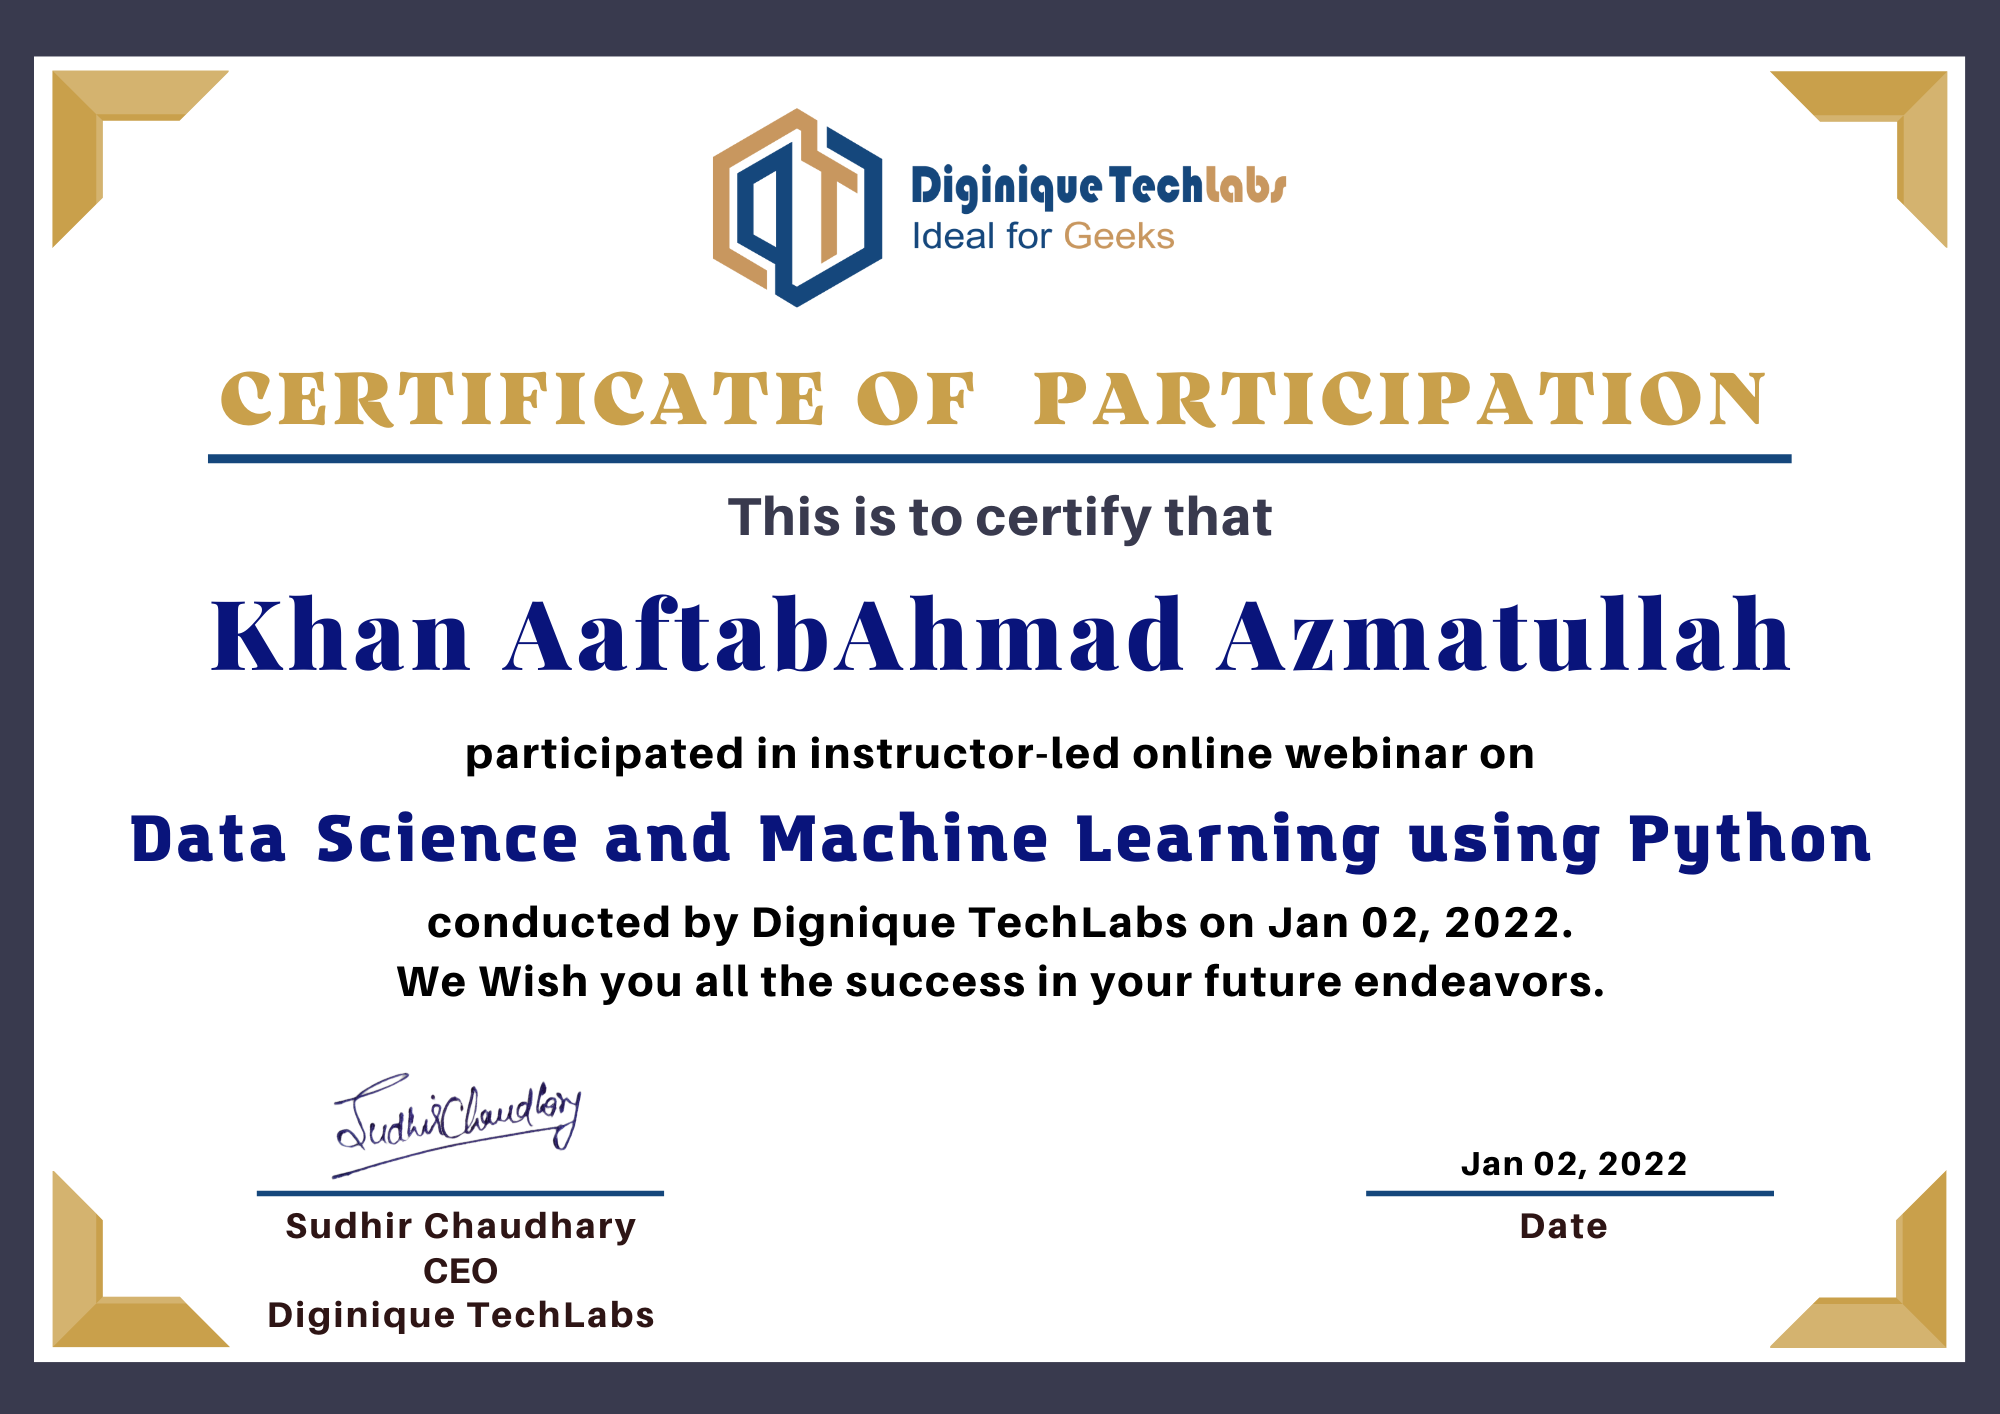 Diginique TechLabs
Ideal for Geeks
CERTIFICATE OF PARTICIPATION
This is to certify that
Khan AaftabAhmad Azmatullah
participated in instructor-led online webinar on
Data Science and Machine Learning using Python
conducted by Dignique TechLabs on Jan 02, 2022.
We Wish you all the success in your future endeavors.
Sudhir Chaudhary
Jan 02, 2022
Sudhir Chaudhary
Date
CEO
Diginique TechLabs